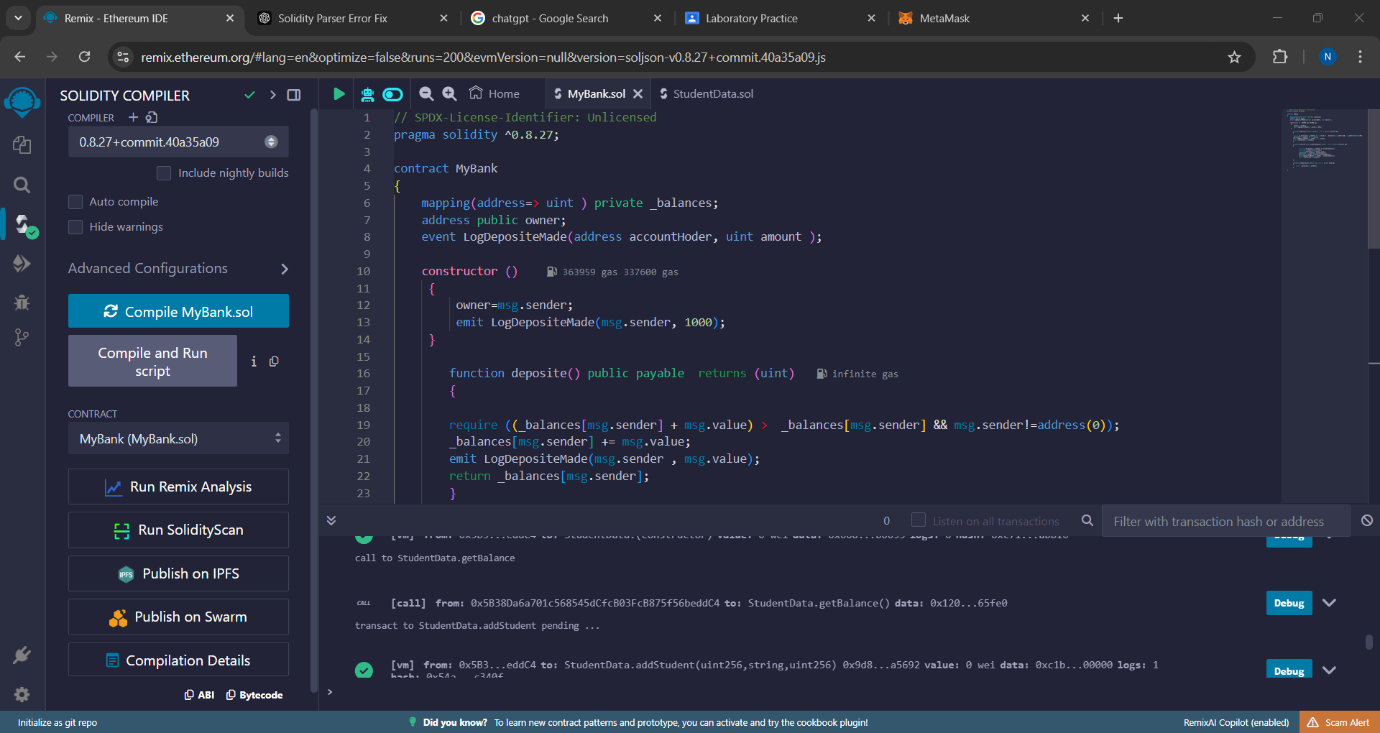 Remix - Ethereum IDE
Solidity Parser Error Fix
chatgpt - Google Search
Laboratory Practice
MetaMask
remix.ethereum.org/#lang=en&optimize=false&runs=200&evmVersion=null&version=soljson-v0.8.27+commit.40a35a09.js
N
SOLIDITY COMPILER
COMPILER
0.8.27+commit.40a35a09
Include nightly builds
Auto compile
Hide warnings
Advanced Configurations
Compile MyBank.sol
Compile and Run
script
i
CONTRACT
MyBank (MyBank.sol)
Run Remix Analysis
Run SolidityScan
IPFS Publish on IPFS
Publish on Swarm
Compilation Details
ABI Bytecode
Home
MyBank.sol
StudentData.sol
1 // SPDX-License-Identifier: Unlicensed
2 pragma solidity ^0.8.27;
3
4 contract MyBank
5 {
6 mapping(address=> uint ) private _balances;
7 address public owner;
8 event LogDepositeMade(address accountHoder, uint amount );
9
10 constructor () 363959 gas 337600 gas
11 {
12 owner=msg.sender;
13 emit LogDepositeMade(msg.sender, 1000);
14 }
15
16 function deposite() public payable returns (uint) infinite gas
17 {
18
19 require ((_balances[msg.sender] + msg.value) > _balances[msg.sender] && msg.sender!=address(0));
20 _balances[msg.sender] += msg.value;
21 emit LogDepositeMade(msg.sender , msg.value);
22 return _balances[msg.sender];
23 }
0
Listen on all transactions
Filter with transaction hash or address
Debug
call to StudentData.getBalance
CALL [call] from: 0x5B38Da6a701c568545dCfcB03FcB875f56beddC4 to: StudentData.getBalance() data: 0x120...65fe0
Debug
transact to StudentData.addStudent pending ...
[vm] from: 0x5B3...eddC4 to: StudentData.addStudent(uint256,string,uint256) 0x9d8...a5692 value: 0 wei data: 0xc1b...00000 logs: 1
Debug
>
Initialize as git repo
Did you know? To learn new contract patterns and prototype, you can activate and try the cookbook plugin!
RemixAI Copilot (enabled)
Scam Alert